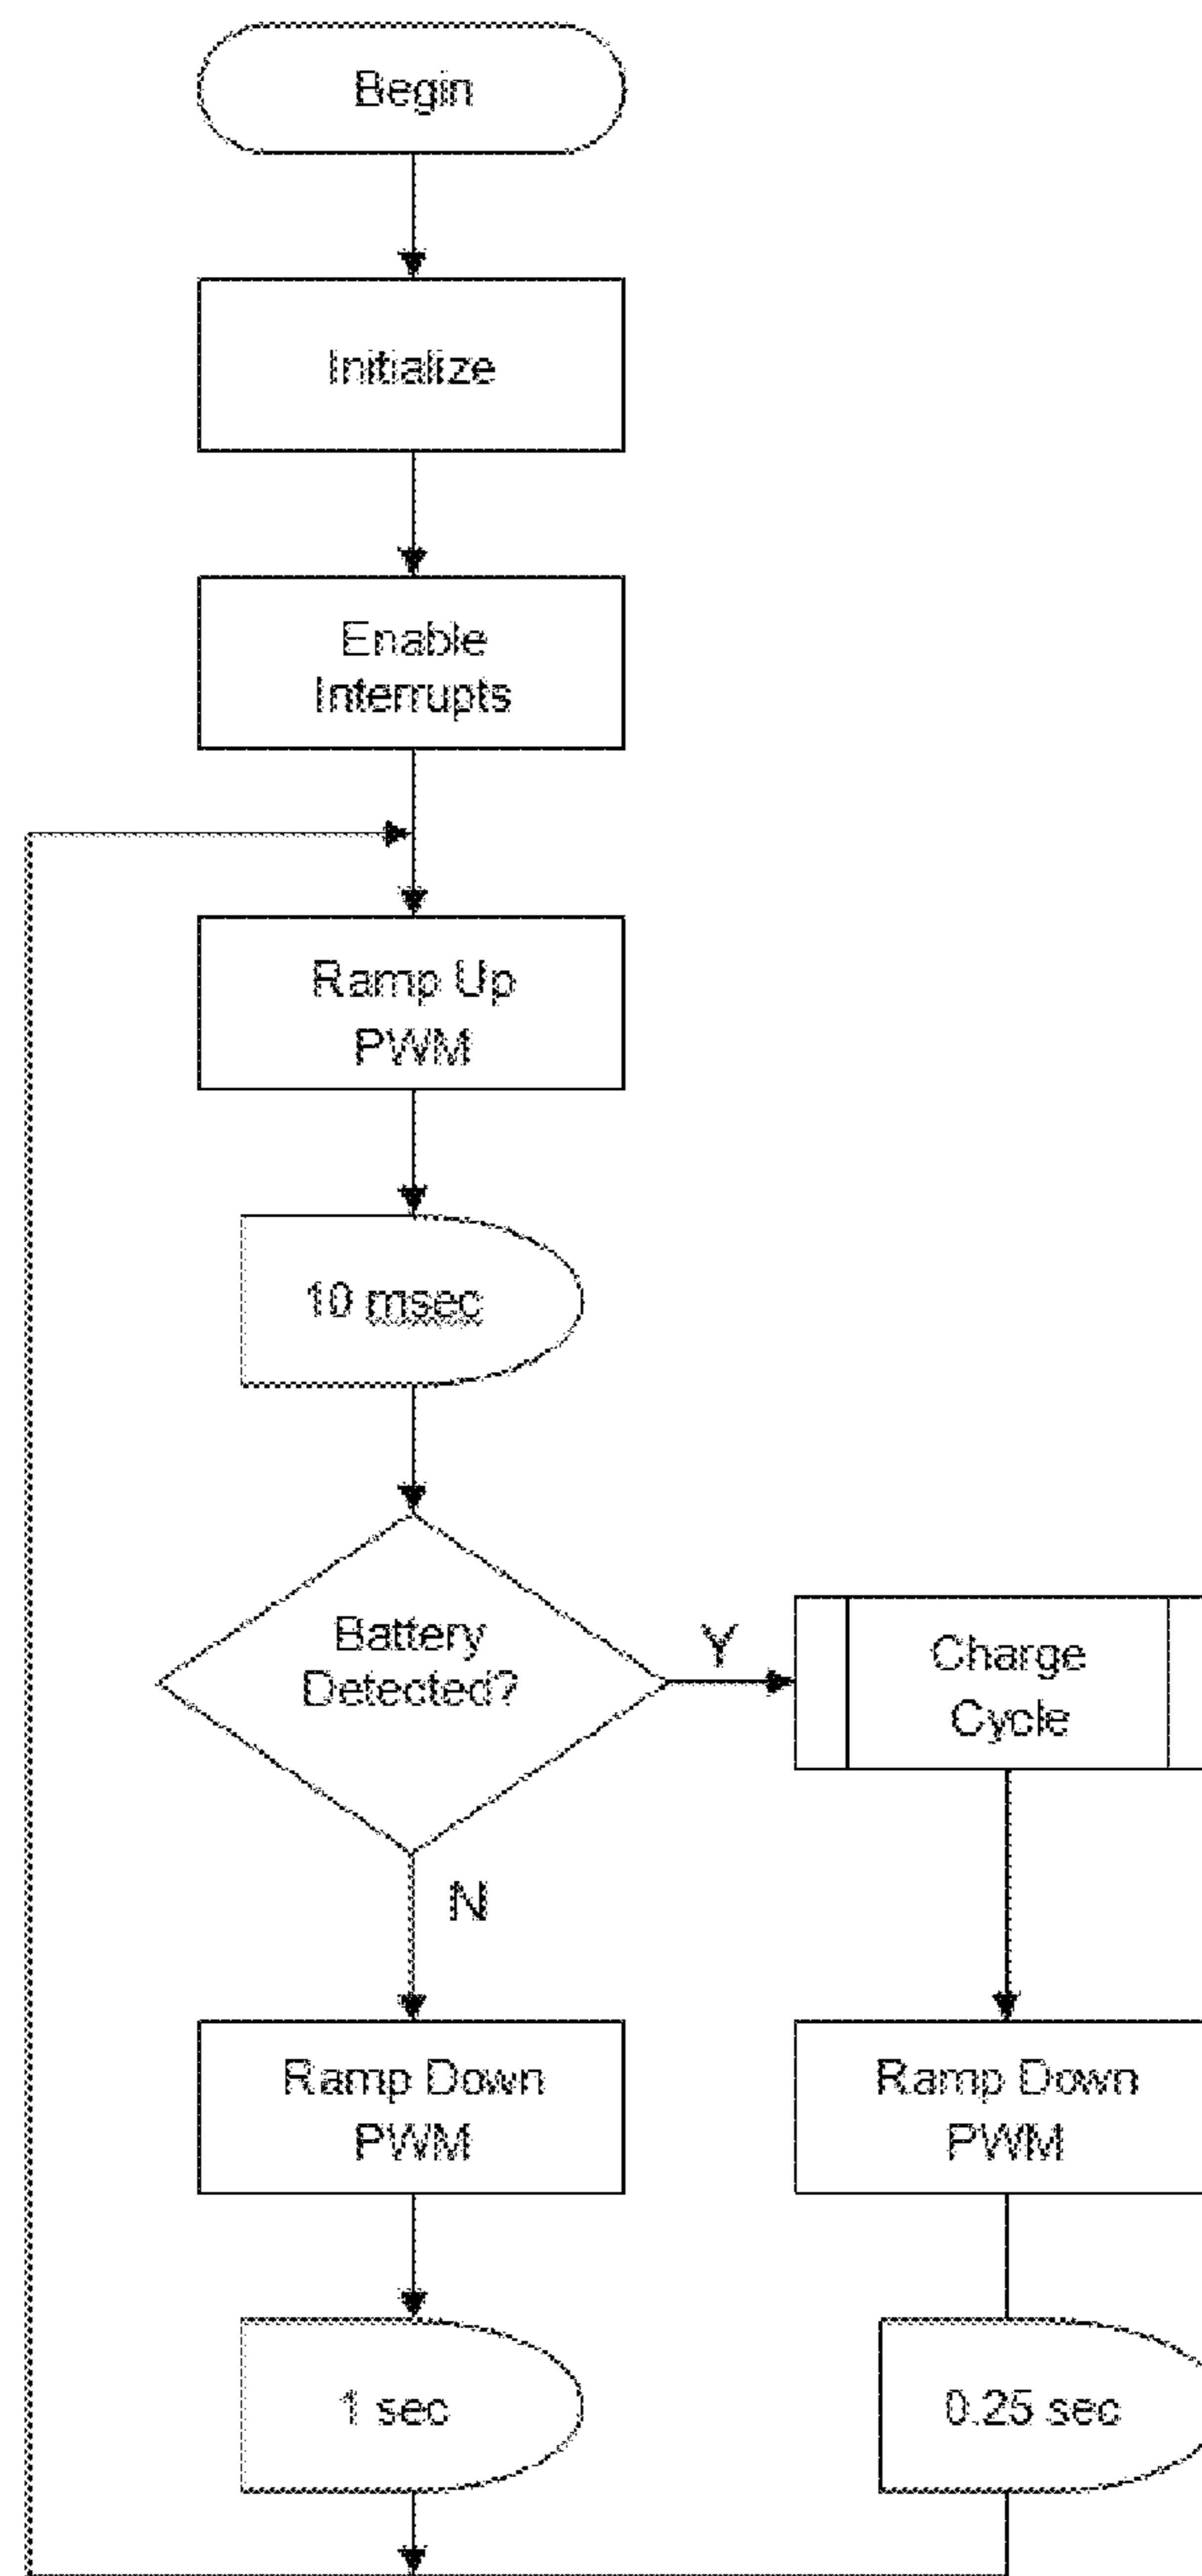 Begin
Initialize
Enable
Interrupts
Ramp Up
PWM
10 msec
Battery
Detected?
Y
Charge
Cycle
N
Ramp Down
PWM
Ramp Down
PWM
1 sec
0.25 sec